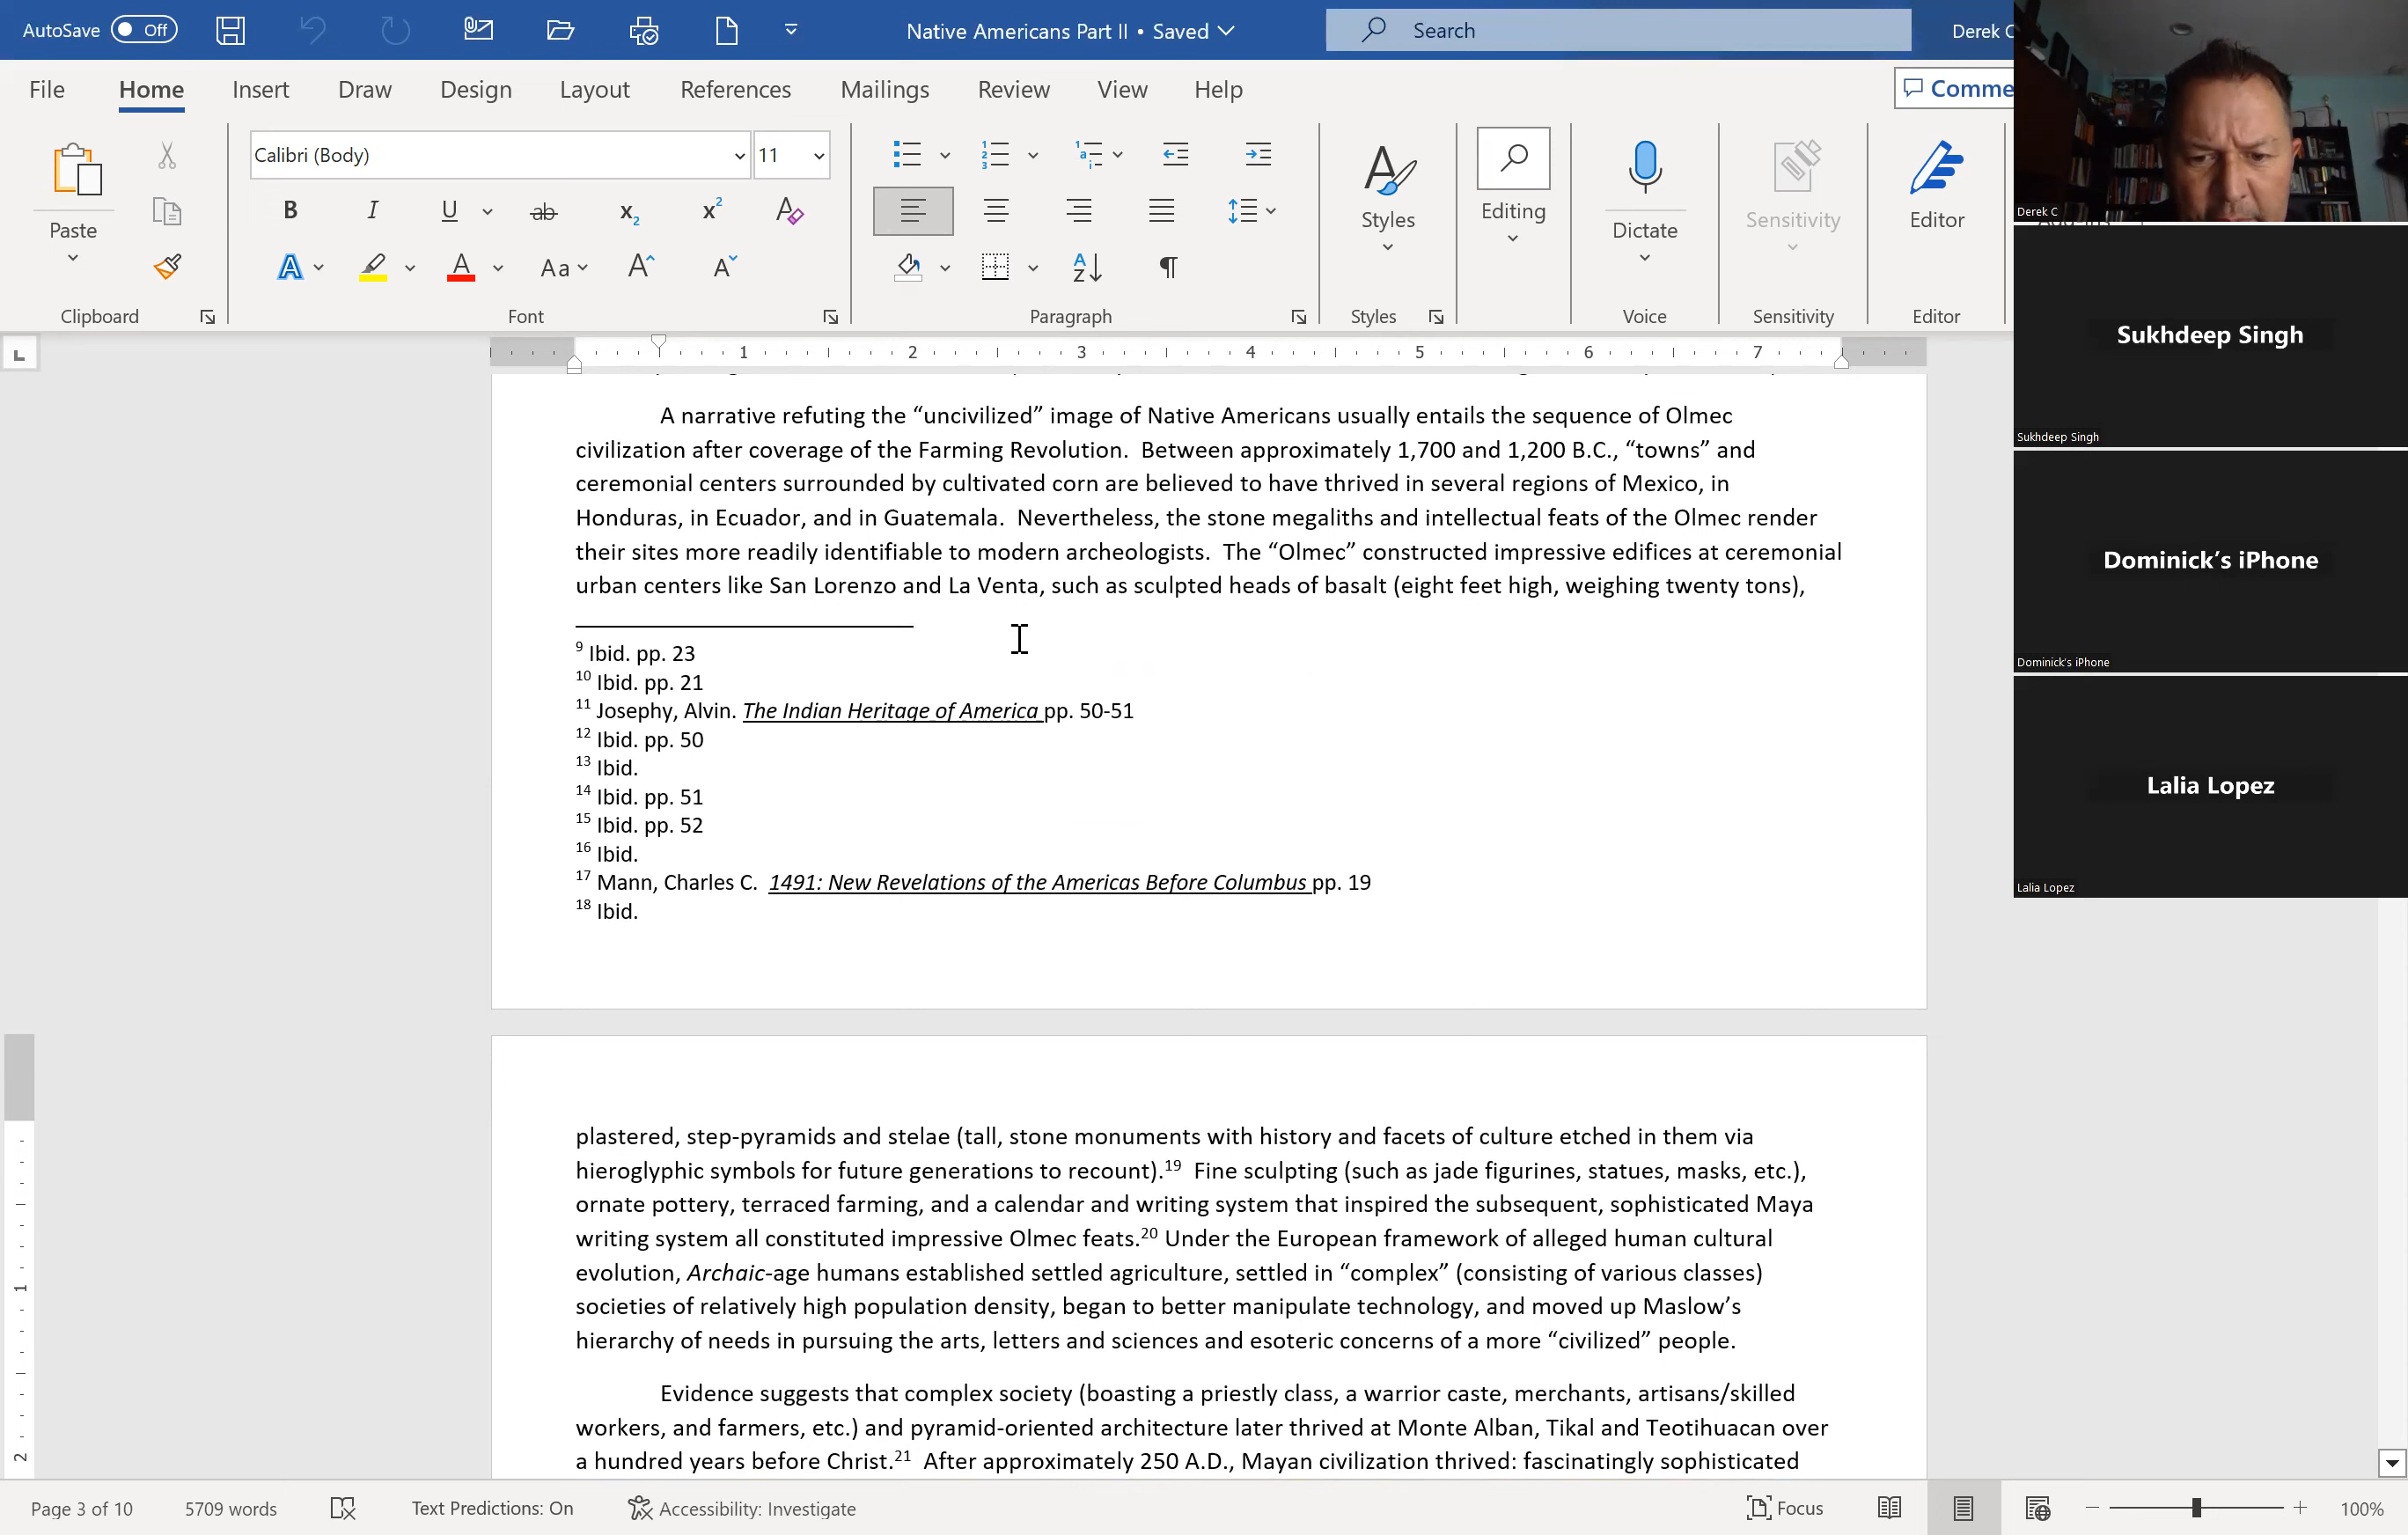 AutoSave Off Native Americans Part II • Saved Search Derek C
File Home Insert Draw Design Layout References Mailings Review View Help Comme
Calibri (Body) 11
Paste Styles Editing Dictate Sensitivity Editor
Clipboard Font Paragraph Styles Voice Sensitivity Editor
1 2 3 4 5 6 7
A narrative refuting the “uncivilized” image of Native Americans usually entails the sequence of Olmec
civilization after coverage of the Farming Revolution. Between approximately 1,700 and 1,200 B.C., “towns” and
ceremonial centers surrounded by cultivated corn are believed to have thrived in several regions of Mexico, in
Honduras, in Ecuador, and in Guatemala. Nevertheless, the stone megaliths and intellectual feats of the Olmec render
their sites more readily identifiable to modern archeologists. The “Olmec” constructed impressive edifices at ceremonial
urban centers like San Lorenzo and La Venta, such as sculpted heads of basalt (eight feet high, weighing twenty tons),
9 Ibid. pp. 23
10 Ibid. pp. 21
11 Josephy, Alvin. The Indian Heritage of America pp. 50-51
12 Ibid. pp. 50
13 Ibid.
14 Ibid. pp. 51
15 Ibid. pp. 52
16 Ibid.
17 Mann, Charles C. 1491: New Revelations of the Americas Before Columbus pp. 19
18 Ibid.
plastered, step-pyramids and stelae (tall, stone monuments with history and facets of culture etched in them via
hieroglyphic symbols for future generations to recount).19 Fine sculpting (such as jade figurines, statues, masks, etc.),
ornate pottery, terraced farming, and a calendar and writing system that inspired the subsequent, sophisticated Maya
writing system all constituted impressive Olmec feats.20 Under the European framework of alleged human cultural
evolution, Archaic-age humans established settled agriculture, settled in “complex” (consisting of various classes)
societies of relatively high population density, began to better manipulate technology, and moved up Maslow’s
hierarchy of needs in pursuing the arts, letters and sciences and esoteric concerns of a more “civilized” people.
Evidence suggests that complex society (boasting a priestly class, a warrior caste, merchants, artisans/skilled
workers, and farmers, etc.) and pyramid-oriented architecture later thrived at Monte Alban, Tikal and Teotihuacan over
a hundred years before Christ.21 After approximately 250 A.D., Mayan civilization thrived: fascinatingly sophisticated
1
2
Page 3 of 10 5709 words Text Predictions: On Accessibility: Investigate Focus 100%
Derek C
Sukhdeep Singh
Sukhdeep Singh
Dominick’s iPhone
Dominick’s iPhone
Lalia Lopez
Lalia Lopez